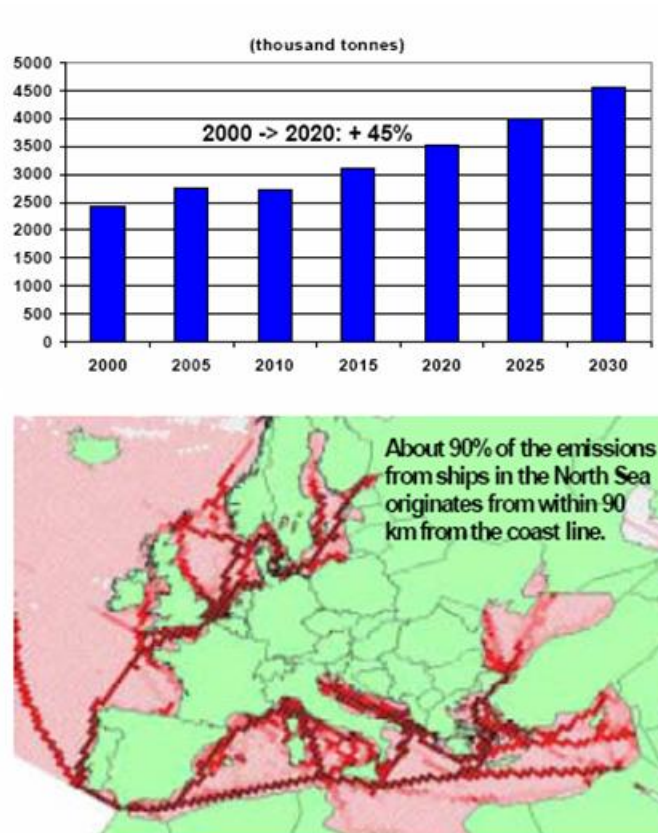 (thousand tonnes)
5000
4500
4000
3500
3000
2500
2000
1500
1000
500
0
2000 -> 2020: + 45%
2000 2005 2010 2015 2020 2025 2030
About 90% of the emissions
from ships in the North Sea
originates from within 90
km from the coast line.